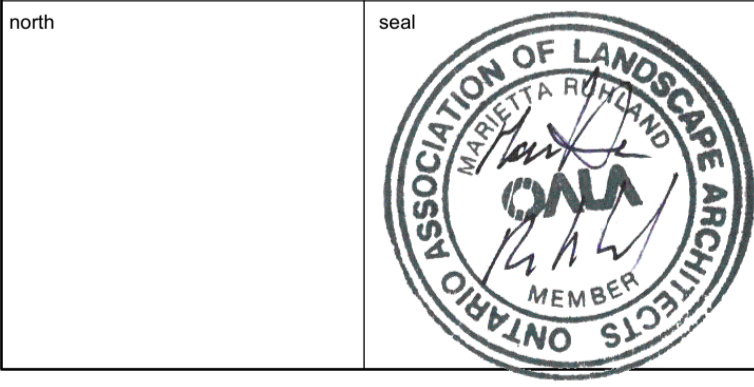 north
seal
ONTARIO ASSOCIATION OF LANDSCAPE ARCHITECTS
MARIETTA RUHLAND
OALA
MEMBER